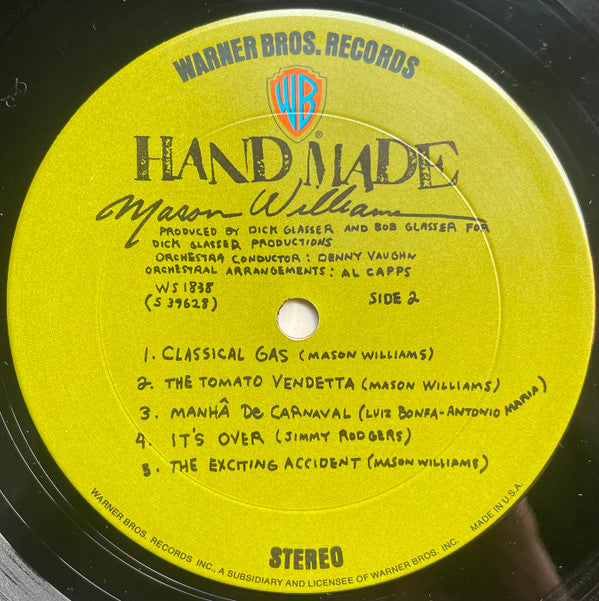 WARNER BROS. RECORDS
WB
®
HAND MADE
Mason Williams
PRODUCED BY DICK GLASSER AND BOB GLASSER FOR
DICK GLASSER PRODUCTIONS
ORCHESTRA CONDUCTOR: DENNY VAUGHN
ORCHESTRAL ARRANGEMENTS: AL CAPPS
WS 1838
(S 39628)
SIDE 2
1. CLASSICAL GAS (MASON WILLIAMS)
2. THE TOMATO VENDETTA (MASON WILLIAMS)
3. MANHÂ De CARNAVAL (LUIZ BONFA-ANTONIO MARIA)
4. IT'S OVER (JIMMY RODGERS)
5. THE EXCITING ACCIDENT (MASON WILLIAMS)
STEREO
WARNER BROS. RECORDS INC., A SUBSIDIARY AND LICENSEE OF WARNER BROS. INC. MADE IN U.S.A.